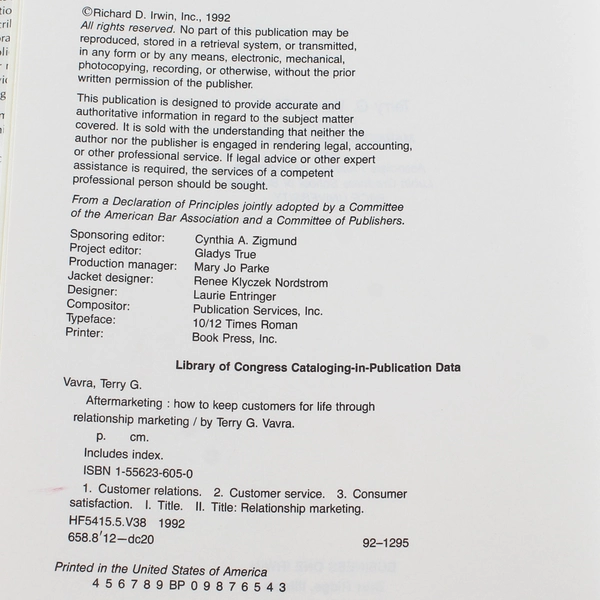 ©Richard D. Irwin, Inc., 1992
All rights reserved. No part of this publication may be
reproduced, stored in a retrieval system, or transmitted,
in any form or by any means, electronic, mechanical,
photocopying, recording, or otherwise, without the prior
written permission of the publisher.
This publication is designed to provide accurate and
authoritative information in regard to the subject matter
covered. It is sold with the understanding that neither the
author nor the publisher is engaged in rendering legal, accounting,
or other professional service. If legal advice or other expert
assistance is required, the services of a competent
professional person should be sought.
From a Declaration of Principles jointly adopted by a Committee
of the American Bar Association and a Committee of Publishers.
Sponsoring editor: Cynthia A. Zigmund
Project editor: Gladys True
Production manager: Mary Jo Parke
Jacket designer: Renee Klyczek Nordstrom
Designer: Laurie Entringer
Compositor: Publication Services, Inc.
Typeface: 10/12 Times Roman
Printer: Book Press, Inc.
Library of Congress Cataloging-in-Publication Data
Vavra, Terry G.
Aftermarketing : how to keep customers for life through
relationship marketing / by Terry G. Vavra.
p. cm.
Includes index.
ISBN 1-55623-605-0
1. Customer relations. 2. Customer service. 3. Consumer
satisfaction. I. Title. II. Title: Relationship marketing.
HF5415.5.V38 1992
658.8'12—dc20 92-1295
Printed in the United States of America
4 5 6 7 8 9 BP 0 9 8 7 6 5 4 3